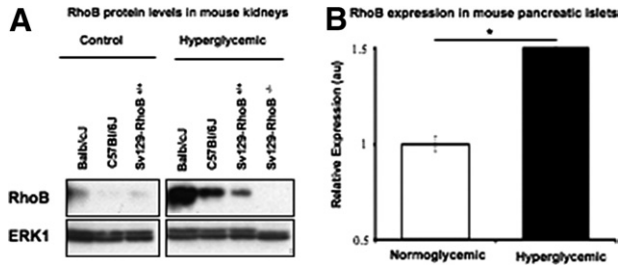 A
RhoB protein levels in mouse kidneys
Control
Hyperglycemic
Balb/cJ
C57Bl/6J
Sv129-RhoB +/+
Balb/cJ
C57Bl/6J
Sv129-RhoB +/+
Sv129-RhoB -/-
RhoB
ERK1
B
RhoB expression in mouse pancreatic islets
*
Relative Expression (au)
1.5
1
0.5
Normoglycemic
Hyperglycemic